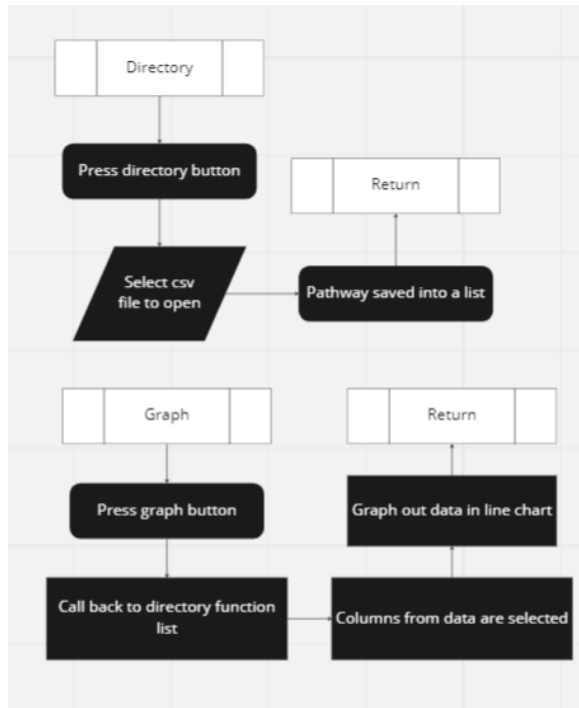 Directory
Press directory button
Return
Select csv
file to open
Pathway saved into a list
Graph
Return
Press graph button
Graph out data in line chart
Call back to directory function
list
Columns from data are selected